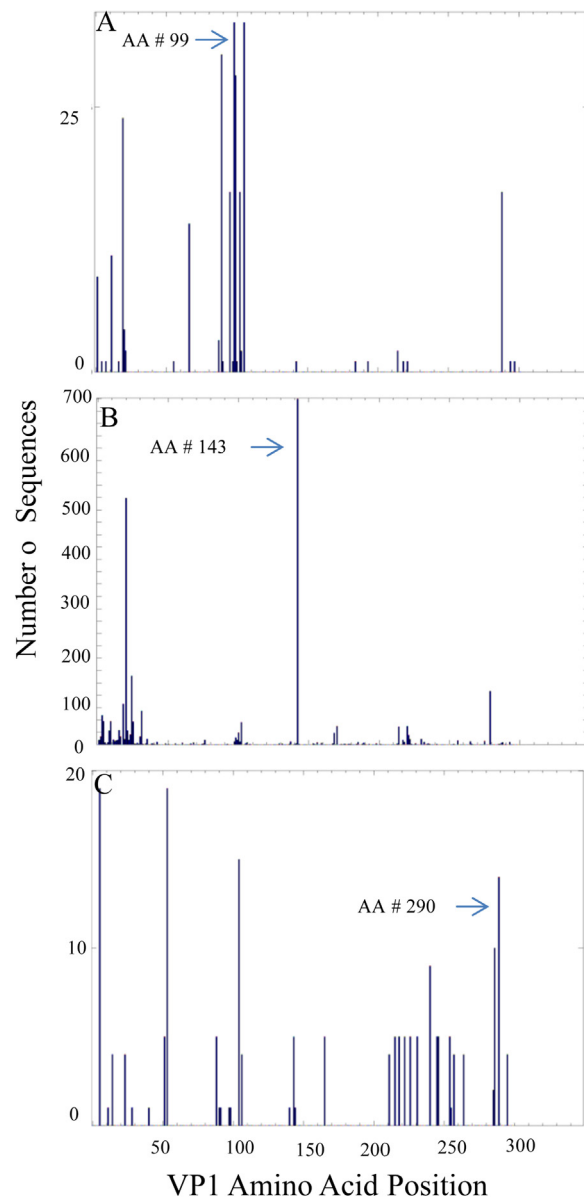 A
AA # 99
25
0
B
AA # 143
700
600
500
400
300
200
100
0
Number o Sequences
C
AA # 290
20
10
0
50 100 150 200 250 300
VP1 Amino Acid Position